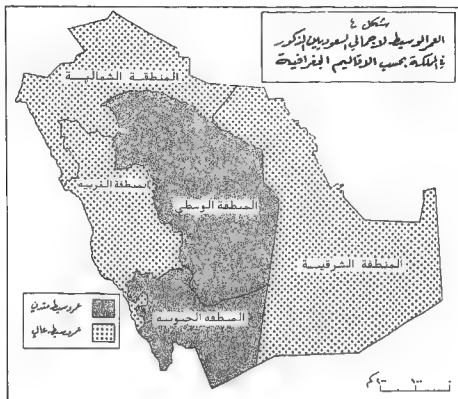 شكل ٤
العمر الوسيط لإجمالي السعوديين الذكور
في المملكة بحسب الأقاليم الجغرافية
المنطقة الشمالية
المنطقة الغربية
المنطقة الوسطى
المنطقة الشرقية
المنطقة الجنوبية
عمر وسيط متدني
عمر وسيط عالي
كم